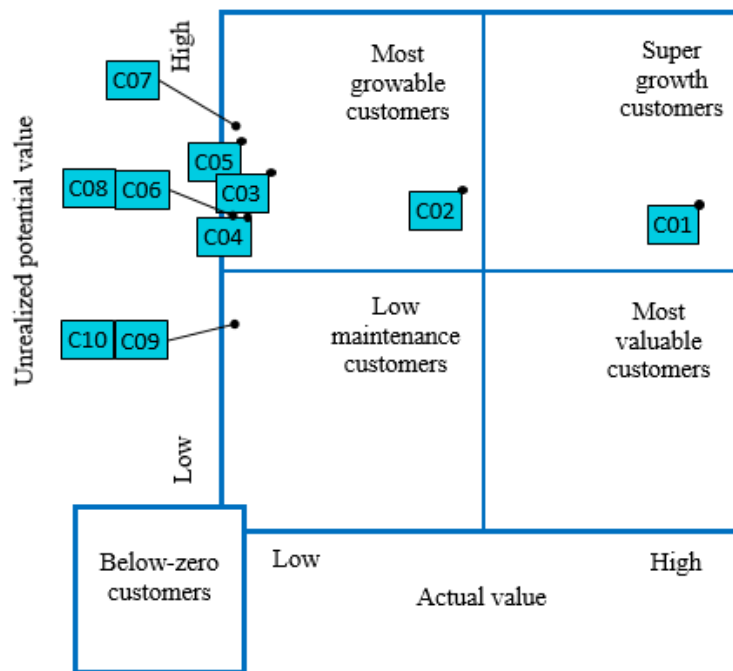 High
Most
growable
customers
Super
growth
customers
C07
C05
C08
C06
C03
C02
C01
C04
Unrealized potential value
Low
maintenance
customers
Most
valuable
customers
C10
C09
Low
Below-zero
customers
Low
High
Actual value